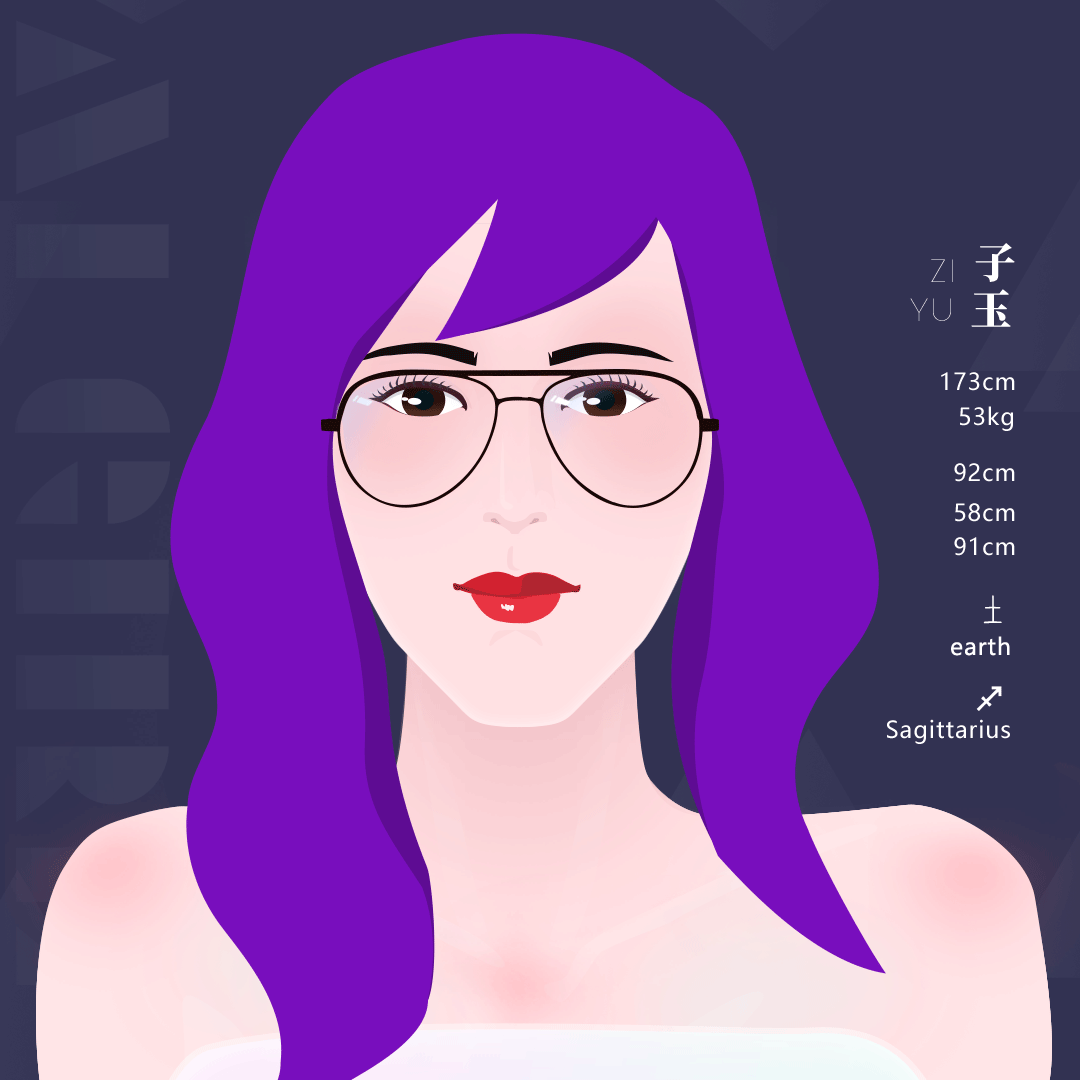 ZI 子
YU 玉
173cm
53kg
92cm
58cm
91cm
土
earth
♐
Sagittarius